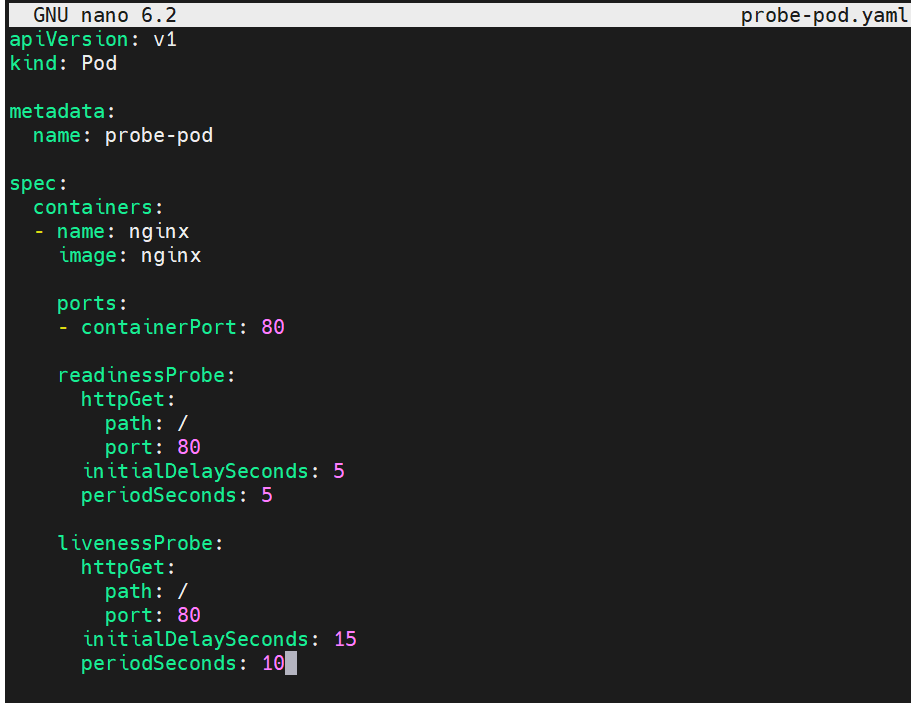 GNU nano 6.2 probe-pod.yaml
apiVersion: v1
kind: Pod
metadata:
  name: probe-pod
spec:
  containers:
  - name: nginx
    image: nginx
    ports:
    - containerPort: 80
    readinessProbe:
      httpGet:
        path: /
        port: 80
      initialDelaySeconds: 5
      periodSeconds: 5
    livenessProbe:
      httpGet:
        path: /
        port: 80
      initialDelaySeconds: 15
      periodSeconds: 10